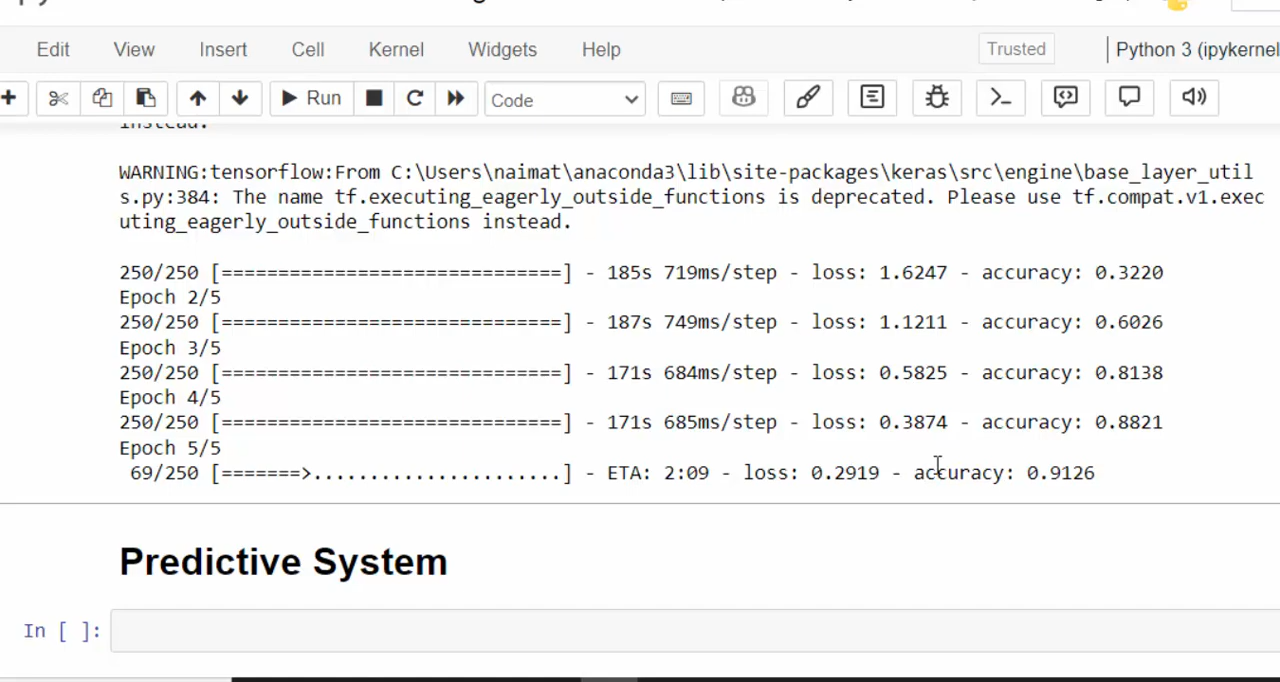 Edit View Insert Cell Kernel Widgets Help Trusted Python 3 (ipykernel
Run Code
instead.
WARNING:tensorflow:From C:\Users\naimat\anaconda3\lib\site-packages\keras\src\engine\base_layer_util
s.py:384: The name tf.executing_eagerly_outside_functions is deprecated. Please use tf.compat.v1.exec
uting_eagerly_outside_functions instead.
250/250 [==============================] - 185s 719ms/step - loss: 1.6247 - accuracy: 0.3220
Epoch 2/5
250/250 [==============================] - 187s 749ms/step - loss: 1.1211 - accuracy: 0.6026
Epoch 3/5
250/250 [==============================] - 171s 684ms/step - loss: 0.5825 - accuracy: 0.8138
Epoch 4/5
250/250 [==============================] - 171s 685ms/step - loss: 0.3874 - accuracy: 0.8821
Epoch 5/5
69/250 [=======>......................] - ETA: 2:09 - loss: 0.2919 - accuracy: 0.9126
Predictive System
In [ ]: